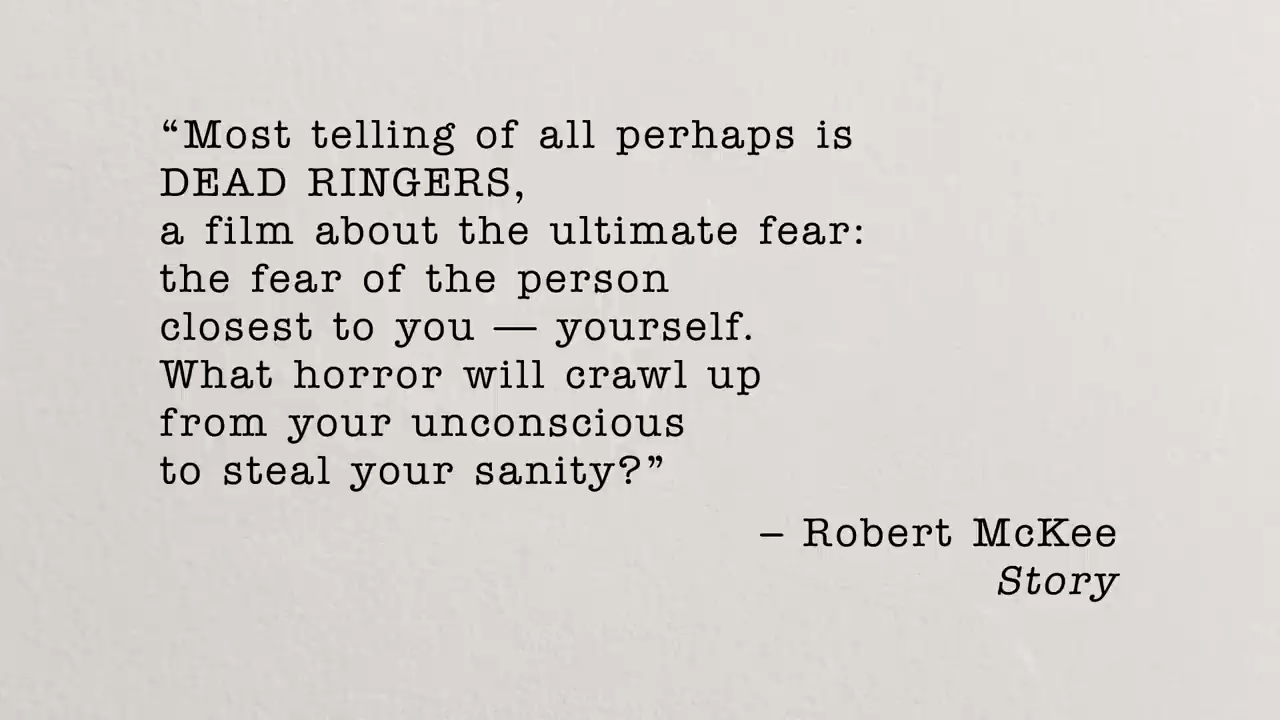 “Most telling of all perhaps is
DEAD RINGERS,
a film about the ultimate fear:
the fear of the person
closest to you — yourself.
What horror will crawl up
from your unconscious
to steal your sanity?”
– Robert McKee
Story